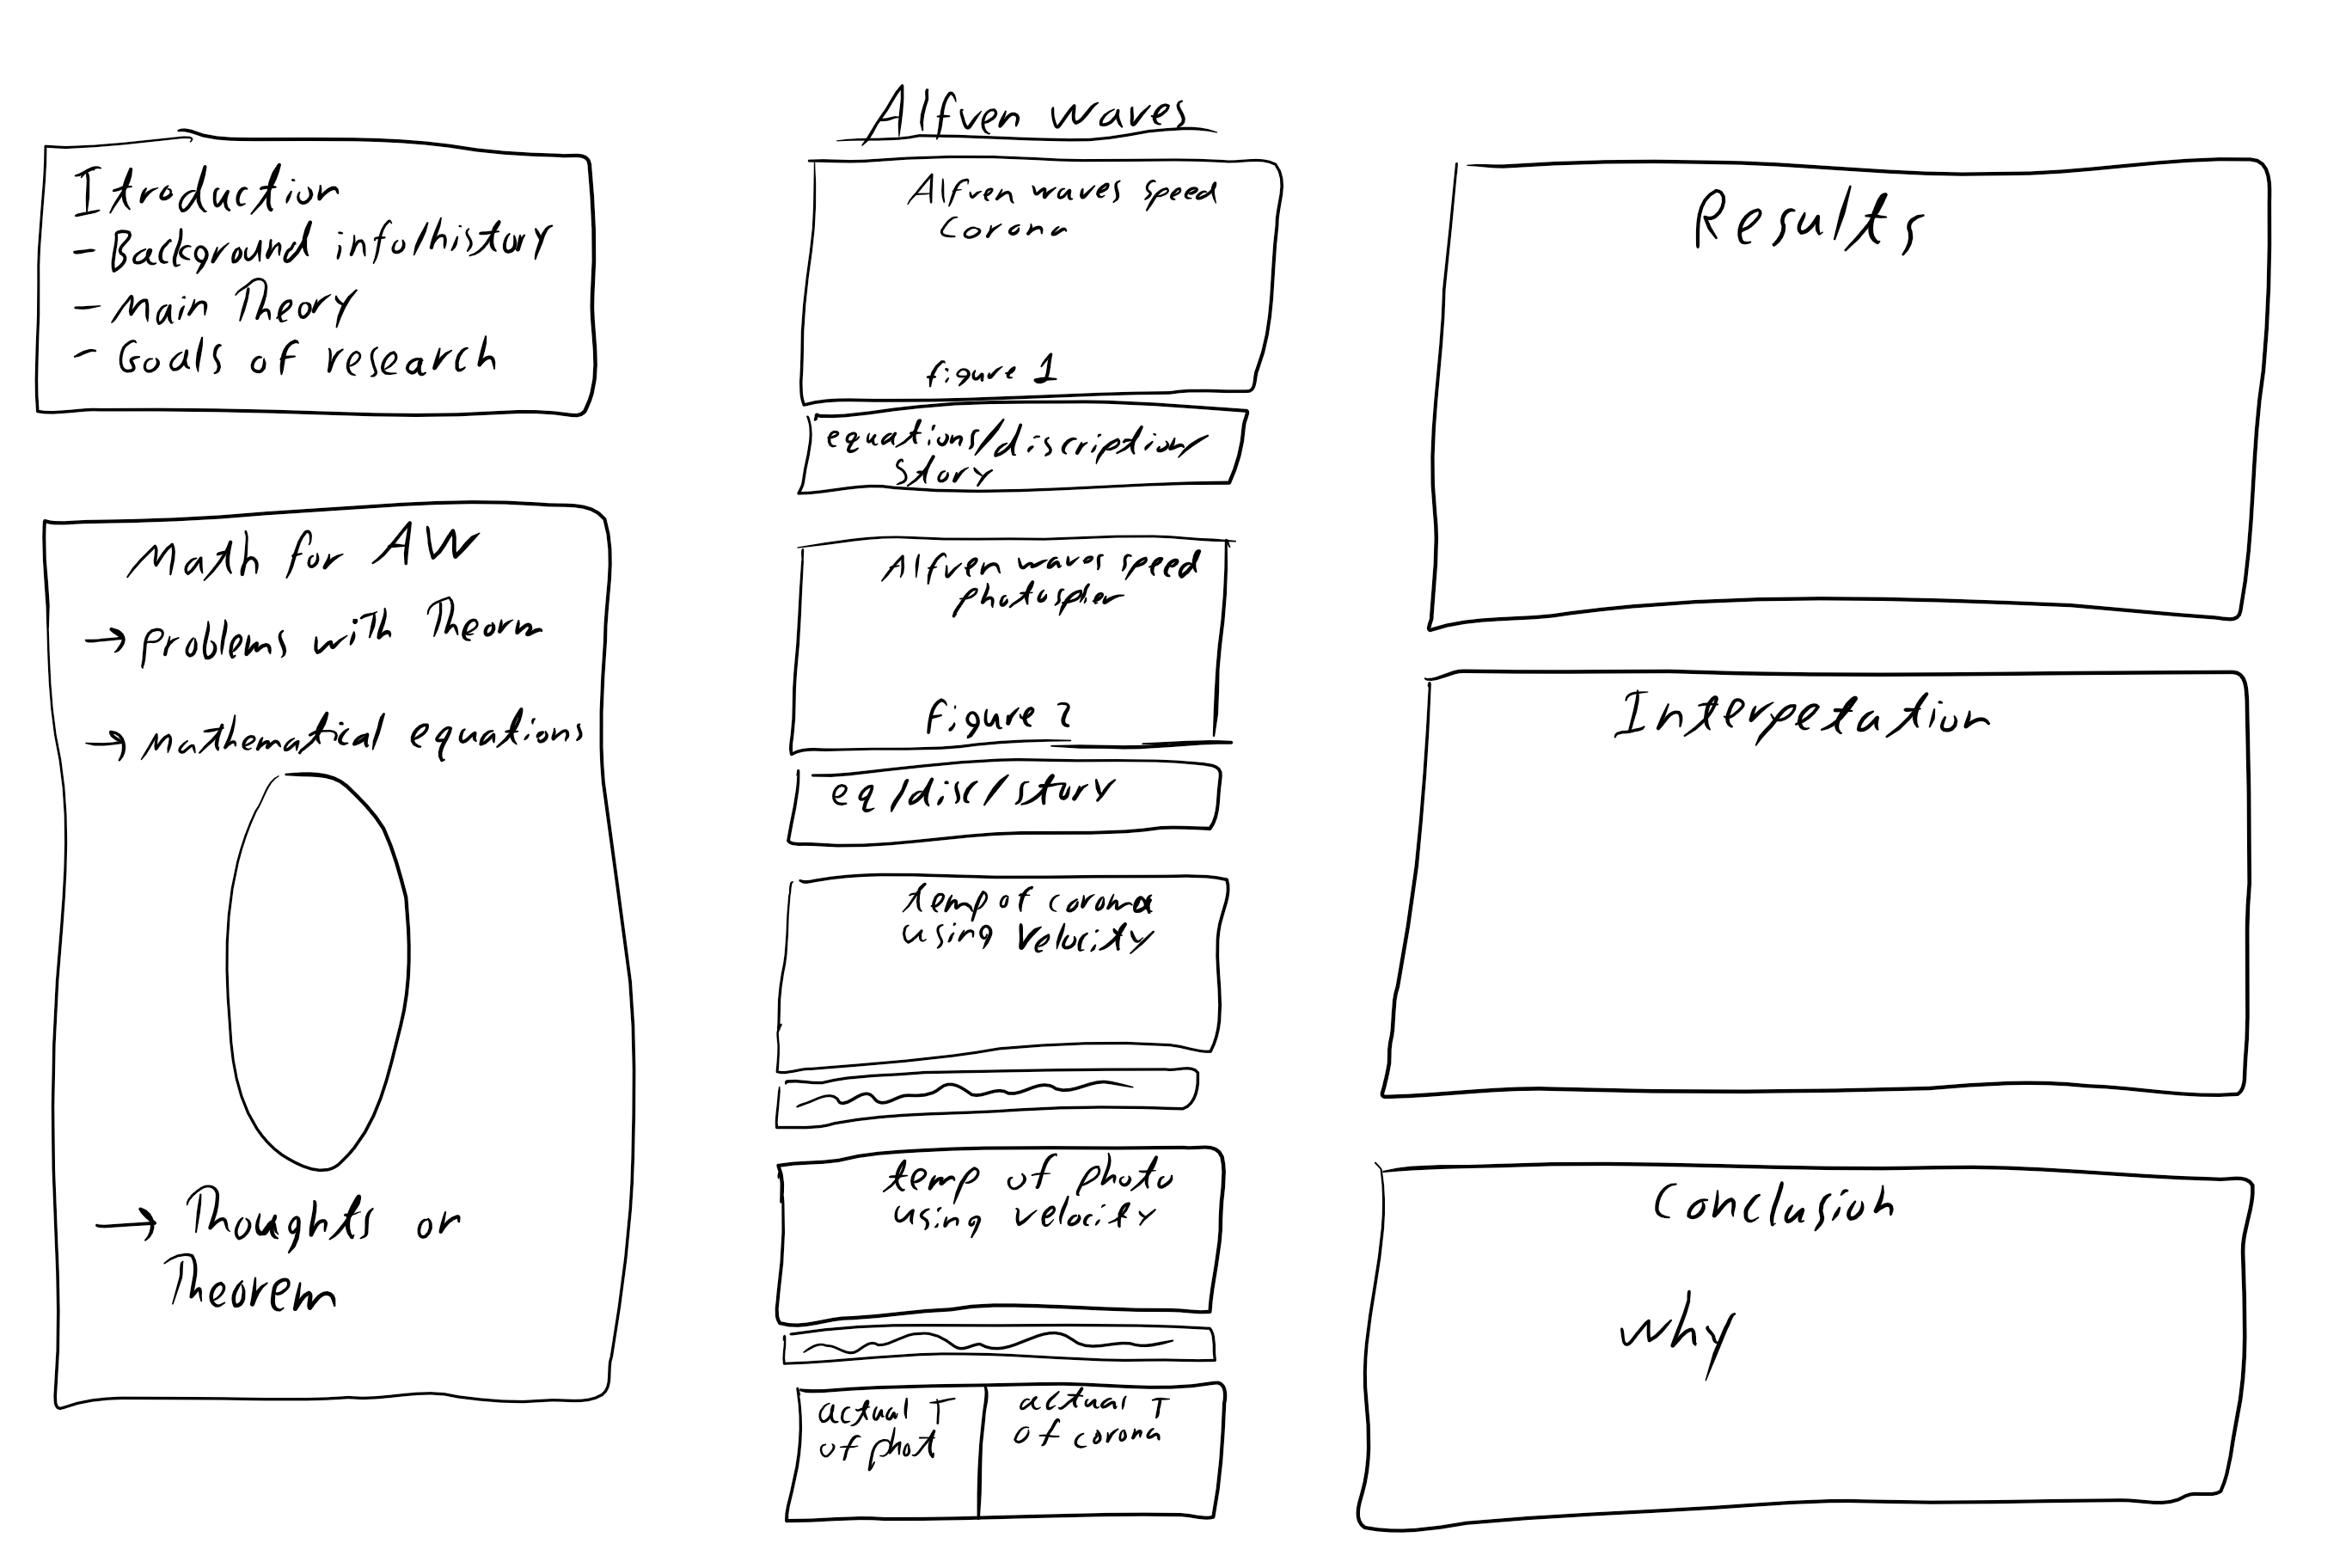 Alfven waves
Itroduction
- Background info/history
- Main Theory
- Goals of research
Math for AW
→ Problems with Theorm
→ Mathematical equations
→ Thoughts or
Theorem
Alfven waves speed
Corona
figure 1
equations/discription/
story
Alfven waves speed
photospher
Figure 2
eq/disc/story
temp of corona
using Velocity
temp of photo
using velocity
actual T
of phot
actual T
of corona
Results
Interpetation
Conclusion
why